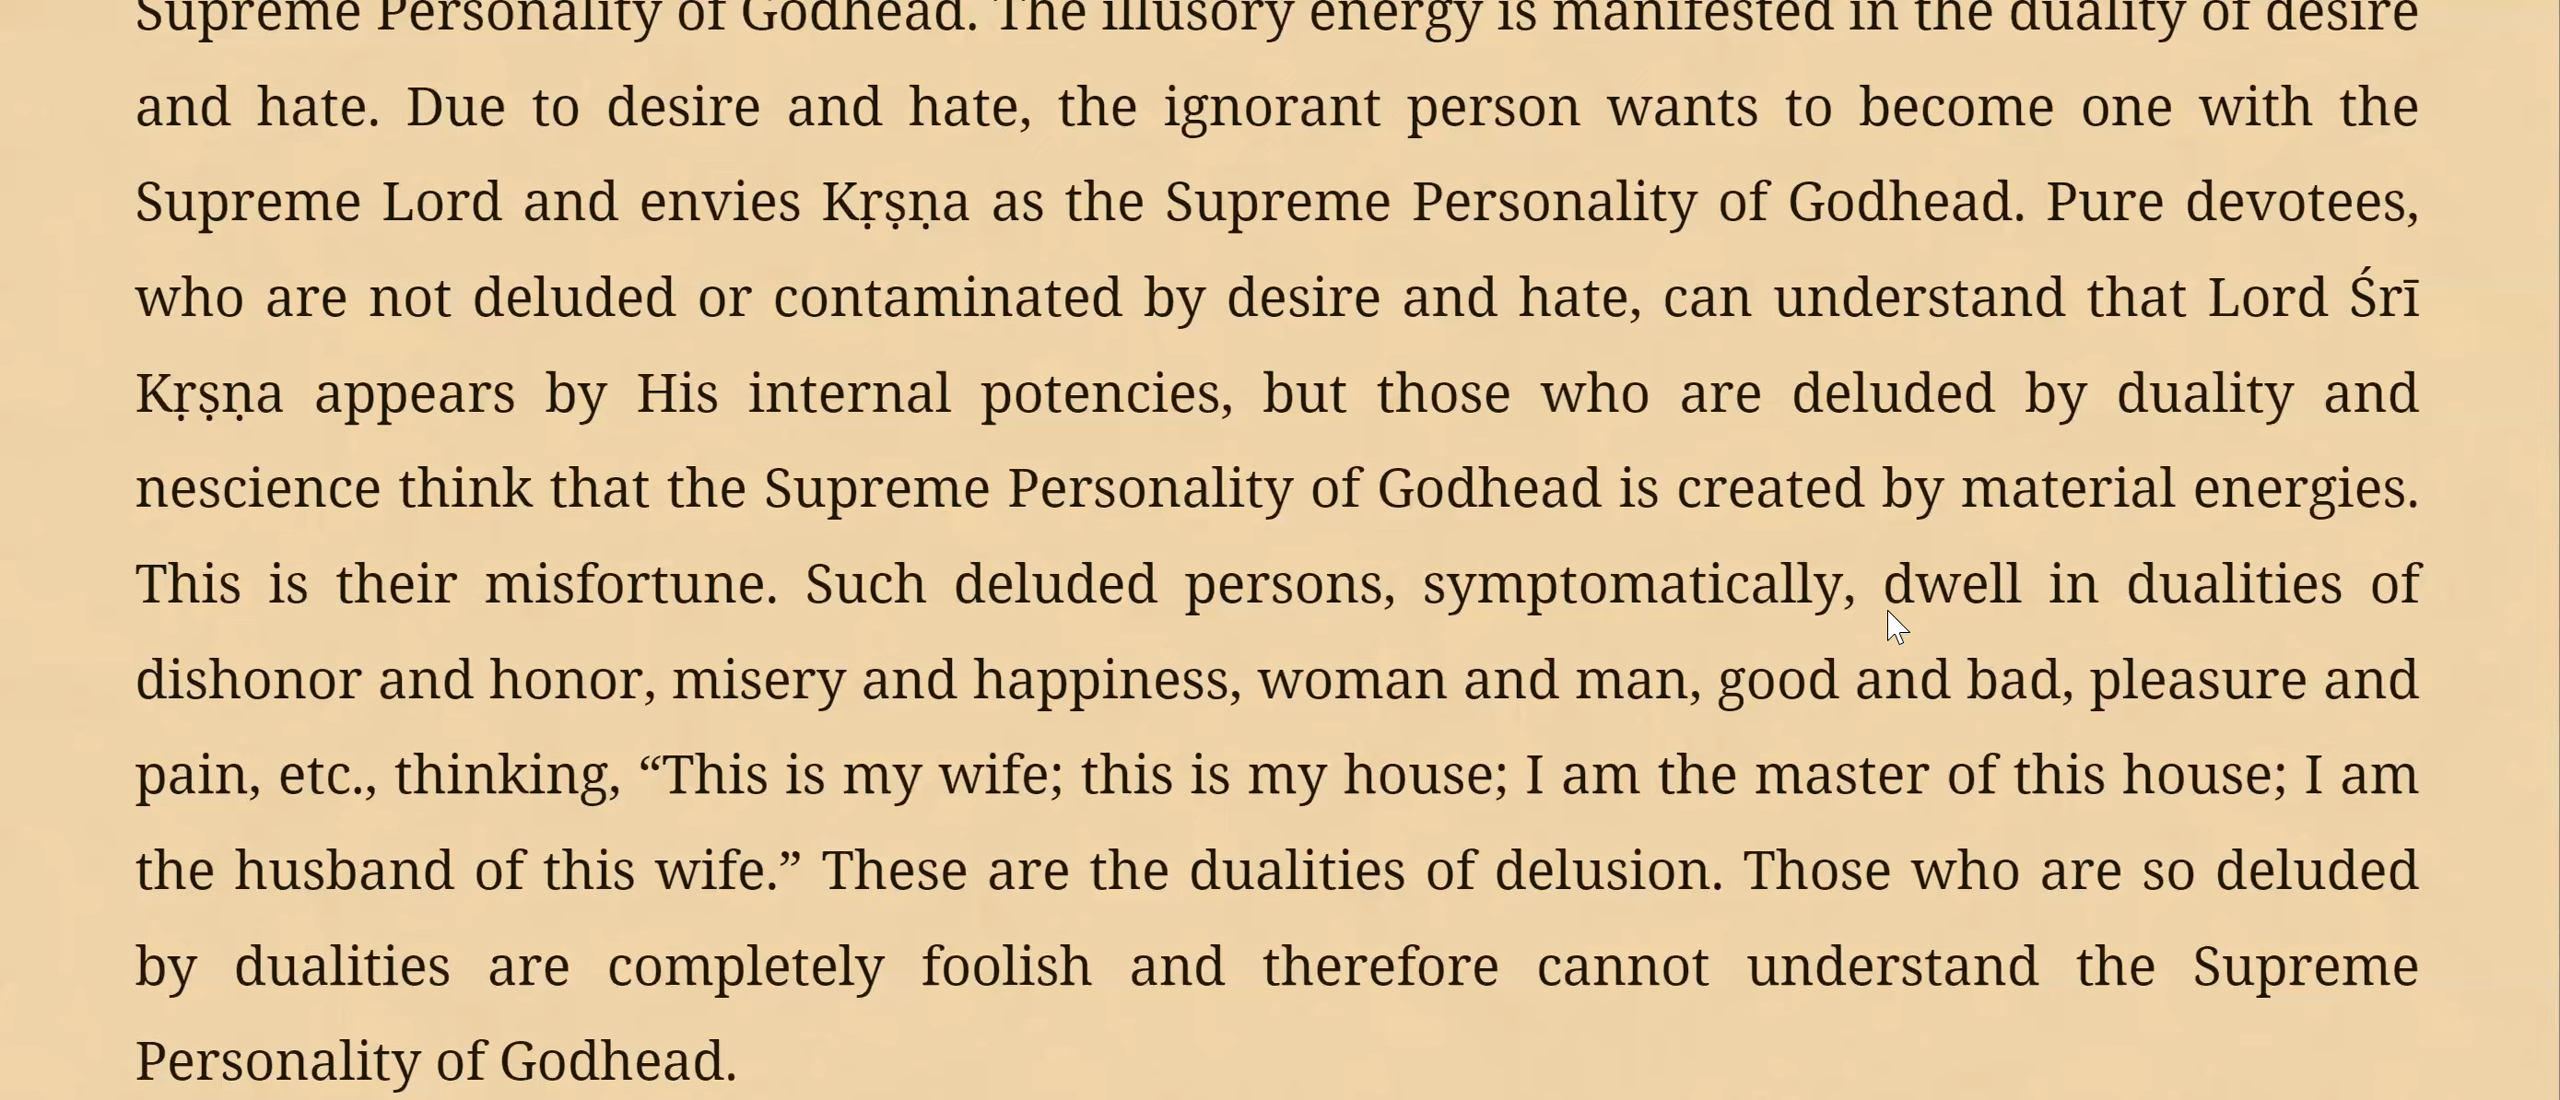 Supreme Personality of Godhead. The illusory energy is manifested in the duality of desire
and hate. Due to desire and hate, the ignorant person wants to become one with the
Supreme Lord and envies Kṛṣṇa as the Supreme Personality of Godhead. Pure devotees,
who are not deluded or contaminated by desire and hate, can understand that Lord Śrī
Kṛṣṇa appears by His internal potencies, but those who are deluded by duality and
nescience think that the Supreme Personality of Godhead is created by material energies.
This is their misfortune. Such deluded persons, symptomatically, dwell in dualities of
dishonor and honor, misery and happiness, woman and man, good and bad, pleasure and
pain, etc., thinking, “This is my wife; this is my house; I am the master of this house; I am
the husband of this wife.” These are the dualities of delusion. Those who are so deluded
by dualities are completely foolish and therefore cannot understand the Supreme
Personality of Godhead.